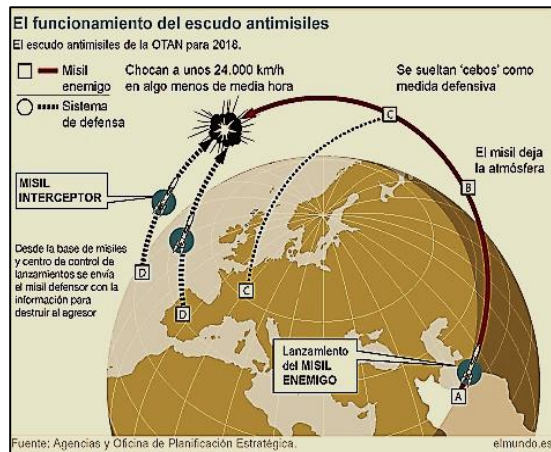 El funcionamiento del escudo antimisiles
El escudo antimisiles de la OTAN para 2018.
Misil
enemigo
Sistema
de defensa
Chocan a unos 24.000 km/h
en algo menos de media hora
Se sueltan 'cebos' como
medida defensiva
C
El misil deja
la atmósfera
B
MISIL
INTERCEPTOR
Desde la base de misiles
y centro de control de
lanzamientos se envía
el misil defensor con la
información para
destruir al agresor
D
D
C
Lanzamiento
del MISIL
ENEMIGO
A
Fuente: Agencias y Oficina de Planificación Estratégica.
elmundo.es